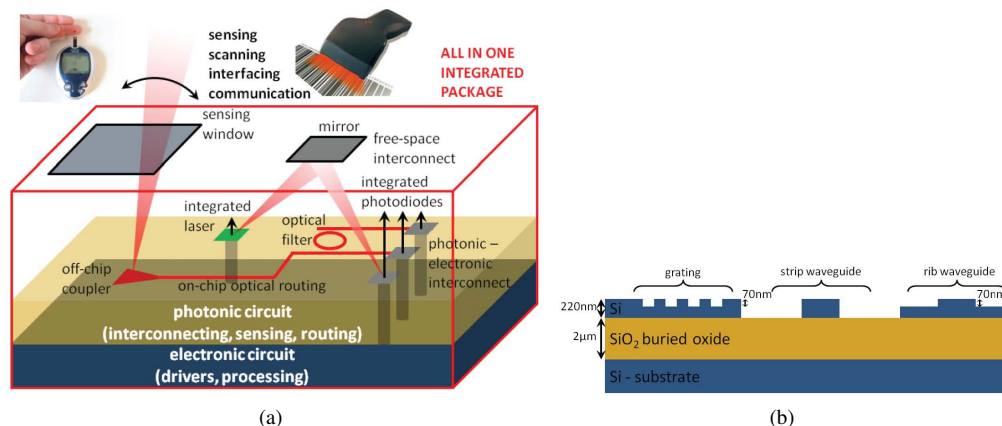 sensing
scanning
interfacing
communication
ALL IN ONE
INTEGRATED
PACKAGE
sensing
window
mirror
free-space
interconnect
integrated
photodiodes
integrated
laser
optical
filter
photonic –
electronic
interconnect
off-chip
coupler
on-chip optical routing
photonic circuit
(interconnecting, sensing, routing)
electronic circuit
(drivers, processing)
(a)
grating
strip waveguide
rib waveguide
70nm
70nm
220nm
Si
2μm
SiO2 buried oxide
Si - substrate
(b)